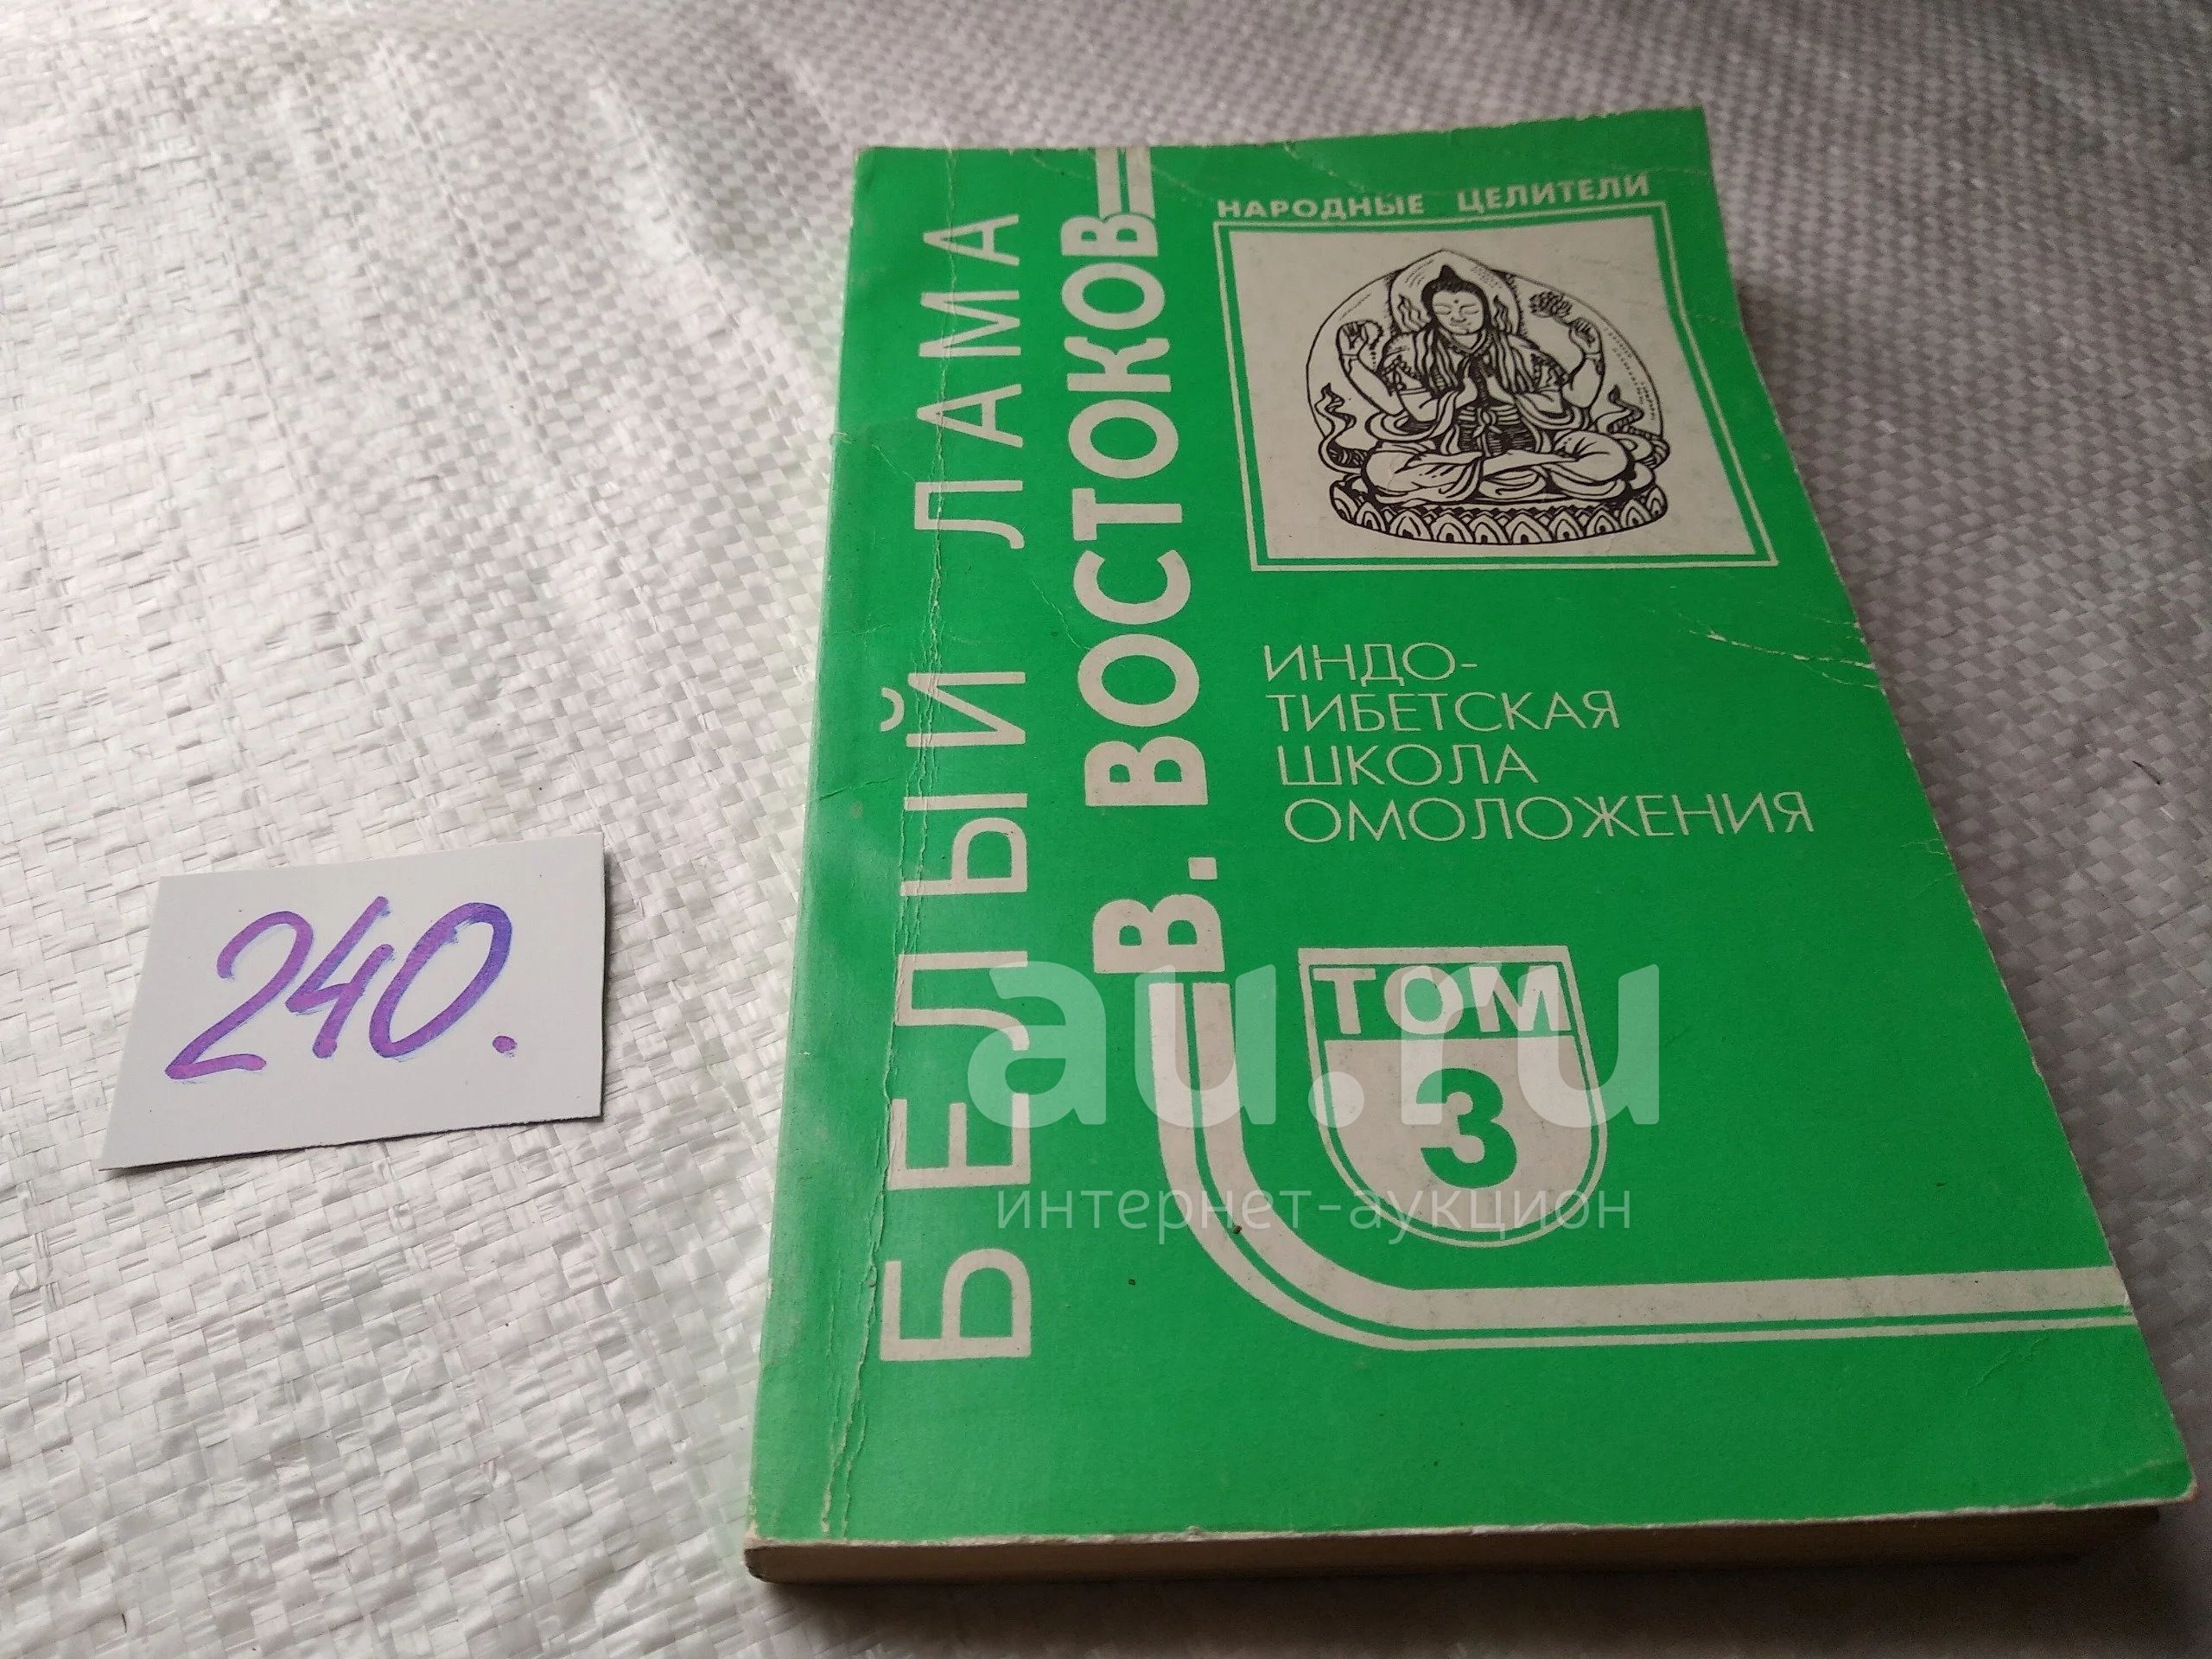 НАРОДНЫЕ ЦЕЛИТЕЛИ
БЕЛЫЙ ЛАМА
В. ВОСТОКОВ
ИНДО-
ТИБЕТСКАЯ
ШКОЛА
ОМОЛОЖЕНИЯ
ТОМ
3
240.
au.ru
интернет-аукцион